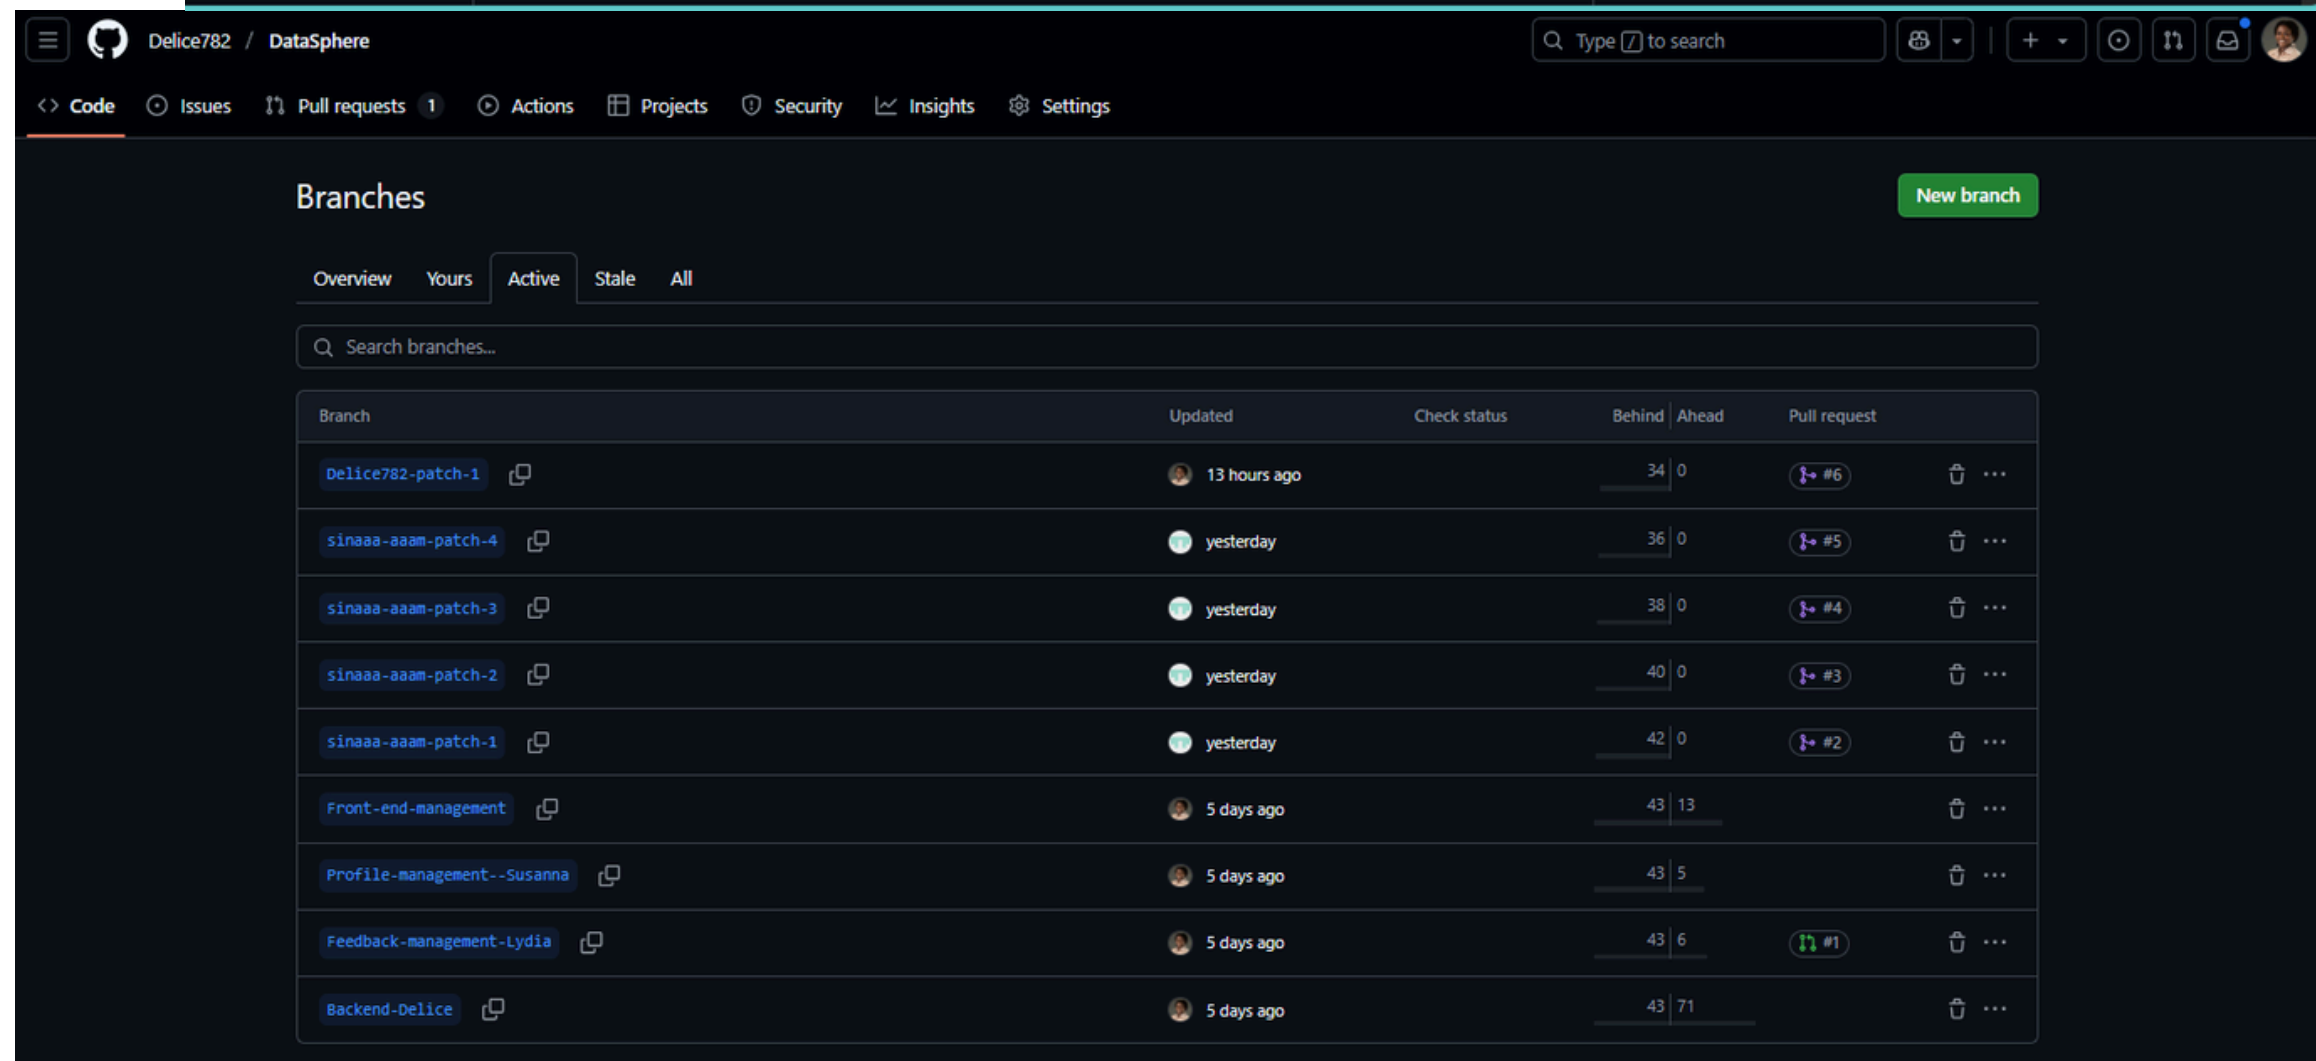 Delice782 / DataSphere
Type / to search
Code Issues Pull requests 1 Actions Projects Security Insights Settings
Branches
New branch
Overview Yours Active Stale All
Search branches...
Branch Updated Check status Behind Ahead Pull request
Delice782-patch-1 13 hours ago 34 0 #6
sinaaa-aaam-patch-4 yesterday 36 0 #5
sinaaa-aaam-patch-3 yesterday 38 0 #4
sinaaa-aaam-patch-2 yesterday 40 0 #3
sinaaa-aaam-patch-1 yesterday 42 0 #2
Front-end-management 5 days ago 43 13
Profile-management--Susanna 5 days ago 43 5
Feedback-management-Lydia 5 days ago 43 6 #1
Backend-Delice 5 days ago 43 71